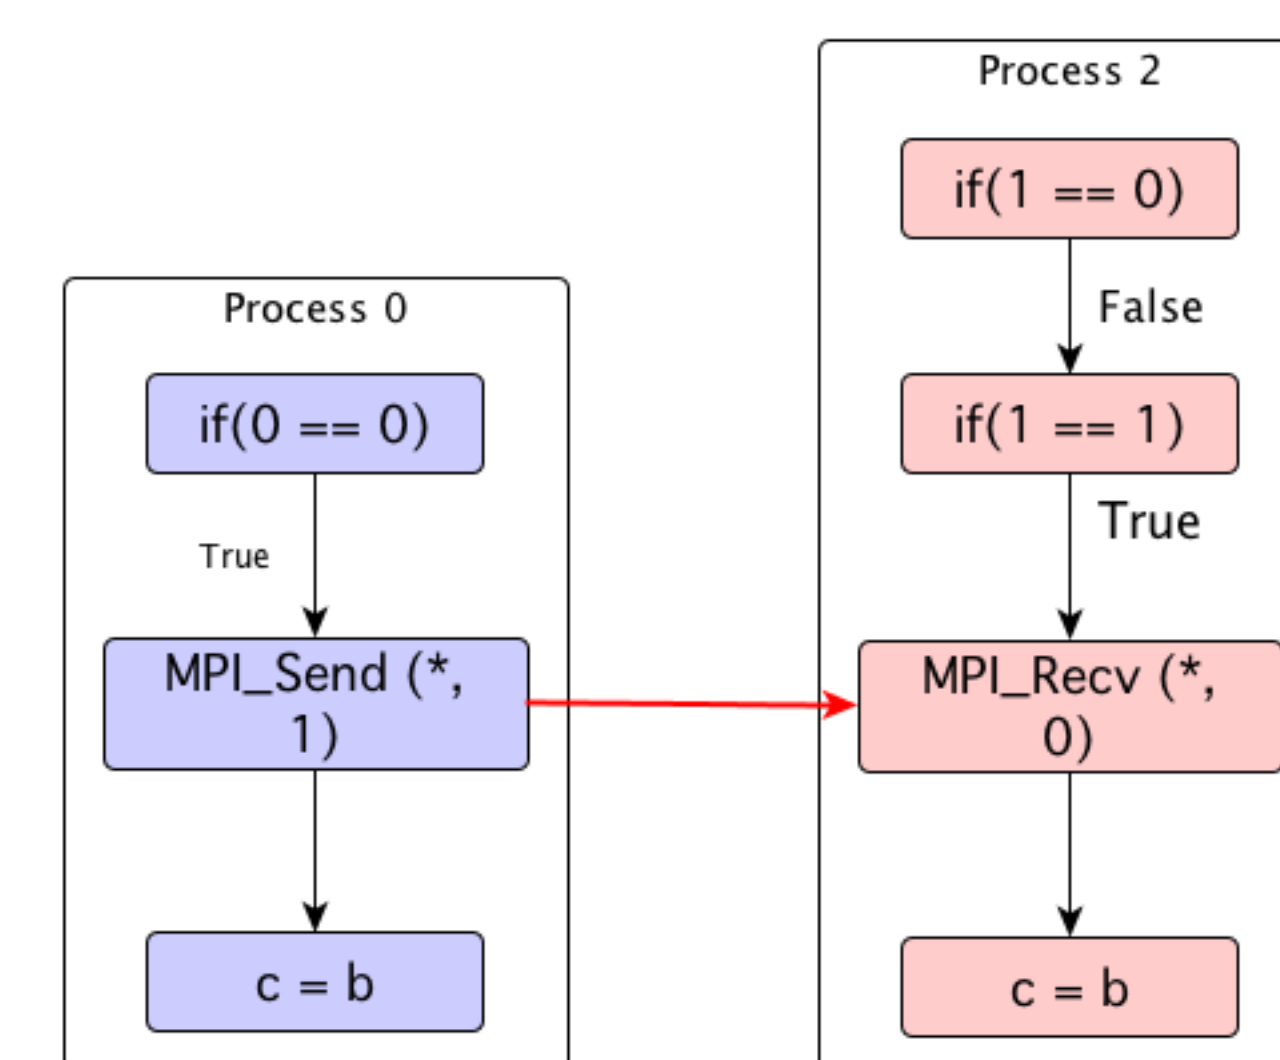 Process 0
if(0 == 0)
True
MPI_Send (*,
1)
c = b
Process 2
if(1 == 0)
False
if(1 == 1)
True
MPI_Recv (*,
0)
c = b